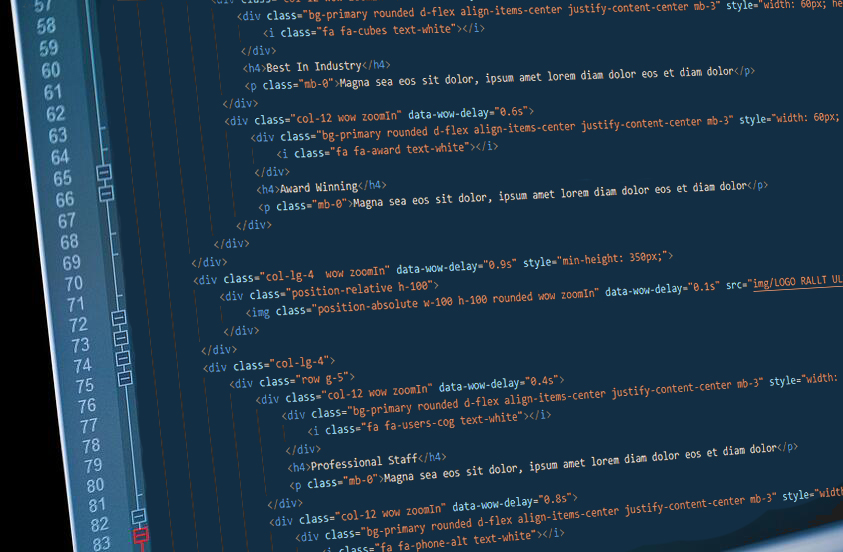 57
58
59
60
61
62
63
64
65
66
67
68
69
70
71
72
73
74
75
76
77
78
79
80
81
82
83
<div class="bg-primary rounded d-flex align-items-center justify-content-center mb-3" style="width: 60px; he
<i class="fa fa-cubes text-white"></i>
</div>
<h4>Best In Industry</h4>
<p class="mb-0">Magna sea eos sit dolor, ipsum amet lorem diam dolor eos et diam dolor</p>
</div>
<div class="col-12 wow zoomIn" data-wow-delay="0.6s">
<div class="bg-primary rounded d-flex align-items-center justify-content-center mb-3" style="width: 60px;
<i class="fa fa-award text-white"></i>
</div>
<h4>Award Winning</h4>
<p class="mb-0">Magna sea eos sit dolor, ipsum amet lorem diam dolor eos et diam dolor</p>
</div>
</div>
</div>
<div class="col-lg-4  wow zoomIn" data-wow-delay="0.9s" style="min-height: 350px;">
<div class="position-relative h-100">
<img class="position-absolute w-100 h-100 rounded wow zoomIn" data-wow-delay="0.1s" src="img/LOGO RALLT UL
</div>
</div>
<div class="col-lg-4">
<div class="row g-5">
<div class="col-12 wow zoomIn" data-wow-delay="0.4s">
<div class="bg-primary rounded d-flex align-items-center justify-content-center mb-3" style="width:
<i class="fa fa-users-cog text-white"></i>
</div>
<h4>Professional Staff</h4>
<p class="mb-0">Magna sea eos sit dolor, ipsum amet lorem diam dolor eos et diam dolor</p>
</div>
<div class="col-12 wow zoomIn" data-wow-delay="0.8s">
<div class="bg-primary rounded d-flex align-items-center justify-content-center mb-3" style="width
<i class="fa fa-phone-alt text-white"></i>